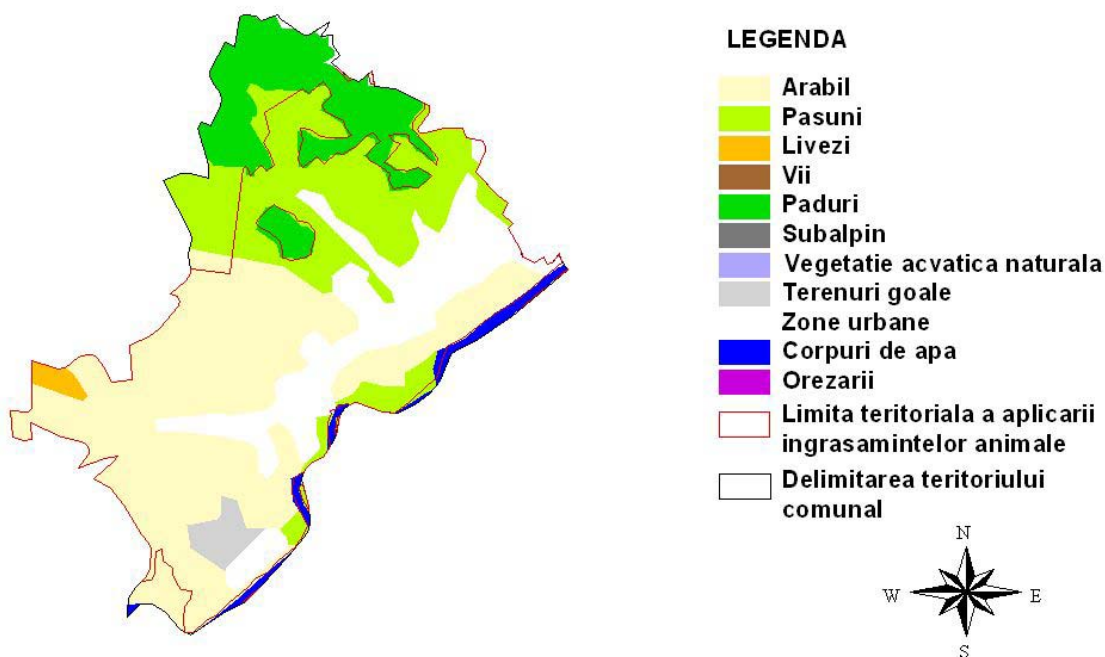 LEGENDA
Arabil
Pasuni
Livezi
Vii
Paduri
Subalpin
Vegetatie acvatica naturala
Terenuri goale
Zone urbane
Corpuri de apa
Orezarii
Limita teritoriala a aplicarii
ingrasamintelor animale
Delimitarea teritoriului
comunal
N
W E
S